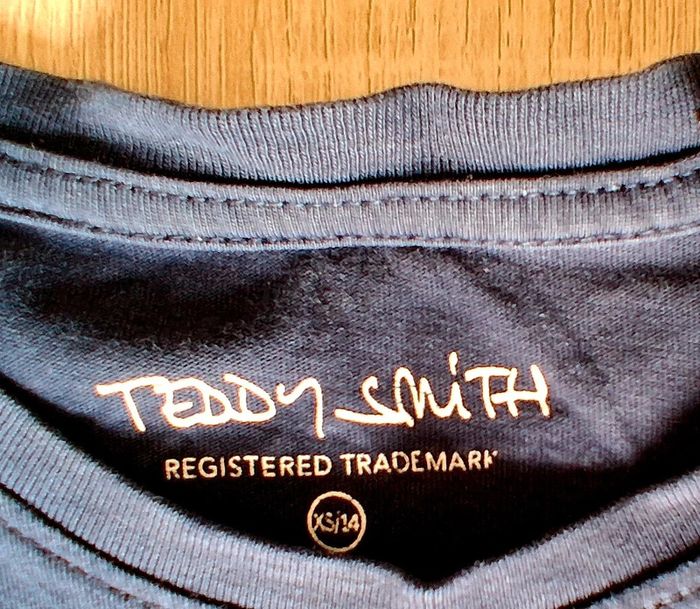 TEDDY SMiTH
REGISTERED TRADEMARK
XS/14